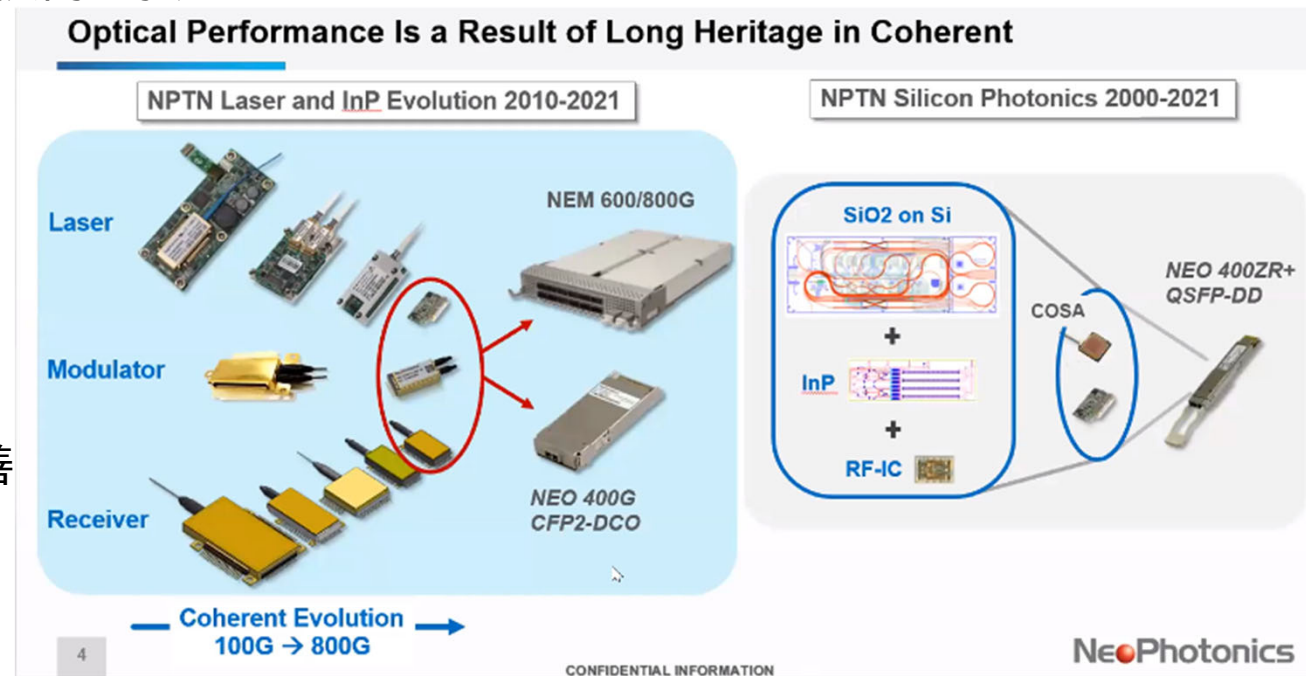 Optical Performance Is a Result of Long Heritage in Coherent
NPTN Laser and InP Evolution 2010-2021
Laser
Modulator
Receiver
NEM 600/800G
NEO 400G
CFP2-DCO
Coherent Evolution
100G → 800G
NPTN Silicon Photonics 2000-2021
SiO2 on Si
+
InP
+
RF-IC
COSA
NEO 400ZR+
QSFP-DD
4
CONFIDENTIAL INFORMATION
NeoPhotonics